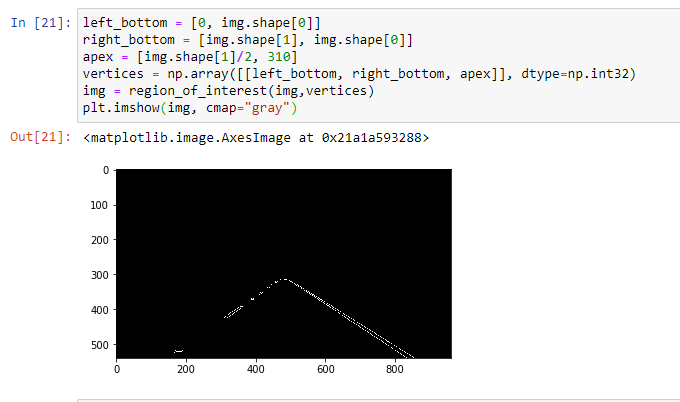 In [21]: left_bottom = [0, img.shape[0]]
right_bottom = [img.shape[1], img.shape[0]]
apex = [img.shape[1]/2, 310]
vertices = np.array([[left_bottom, right_bottom, apex]], dtype=np.int32)
img = region_of_interest(img,vertices)
plt.imshow(img, cmap="gray")
Out[21]: <matplotlib.image.AxesImage at 0x21a1a593288>
0
100
200
300
400
500
0 200 400 600 800